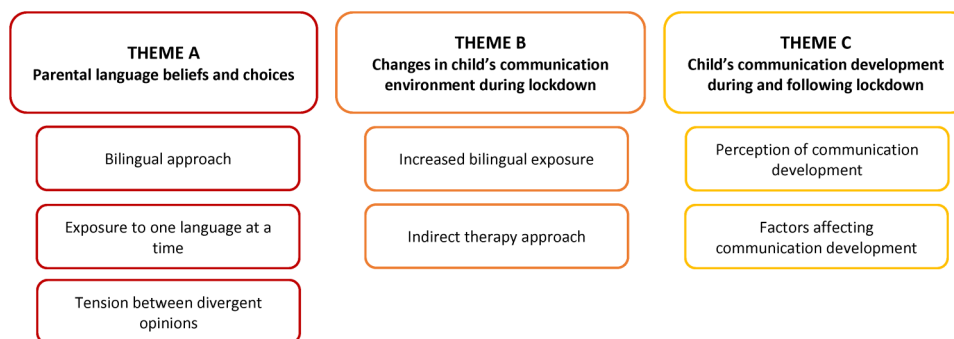 THEME A
Parental language beliefs and choices
Bilingual approach
Exposure to one language at a
time
Tension between divergent
opinions
THEME B
Changes in child's communication
environment during lockdown
Increased bilingual exposure
Indirect therapy approach
THEME C
Child's communication development
during and following lockdown
Perception of communication
development
Factors affecting
communication development